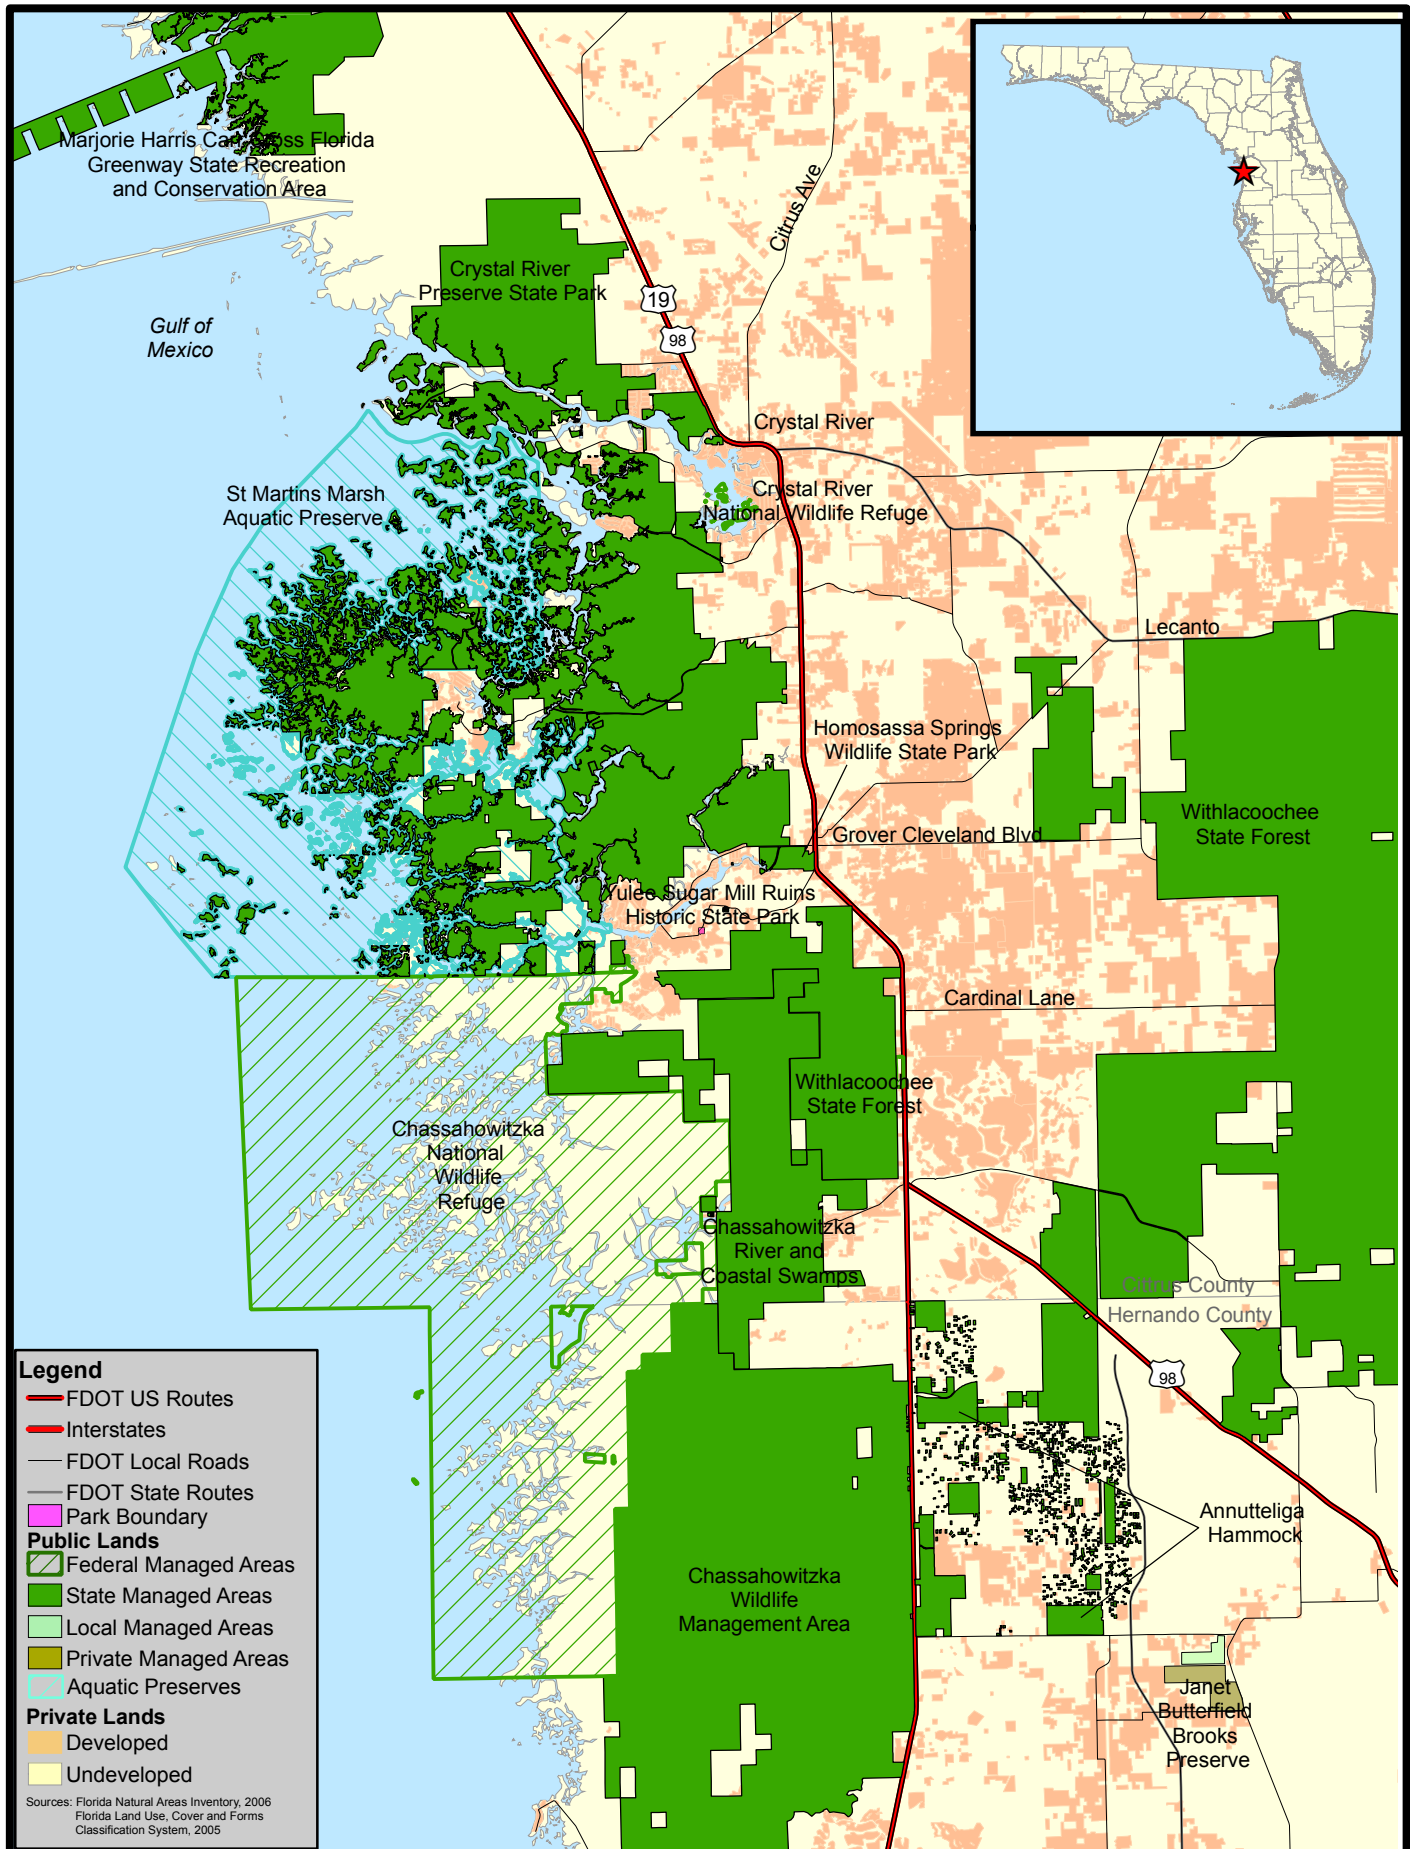 Marjorie Harris Carr Cross Florida
Greenway State Recreation
and Conservation Area
Citrus Ave
Crystal River
Preserve State Park
19
98
Gulf of
Mexico
Crystal River
St Martins Marsh
Aquatic Preserve
Crystal River
National Wildlife Refuge
Lecanto
Homosassa Springs
Wildlife State Park
Withlacoochee
State Forest
Grover Cleveland Blvd
Yulee Sugar Mill Ruins
Historic State Park
Cardinal Lane
Withlacoochee
State Forest
Chassahowitzka
National
Wildlife
Refuge
Chassahowitzka
River and
Coastal Swamps
Cittrus County
Hernando County
98
Annutteliga
Hammock
Chassahowitzka
Wildlife
Management Area
Janet
Butterfield
Brooks
Preserve
Legend
FDOT US Routes
Interstates
FDOT Local Roads
FDOT State Routes
Park Boundary
Public Lands
Federal Managed Areas
State Managed Areas
Local Managed Areas
Private Managed Areas
Aquatic Preserves
Private Lands
Developed
Undeveloped
Sources: Florida Natural Areas Inventory, 2006
Florida Land Use, Cover and Forms
Classification System, 2005